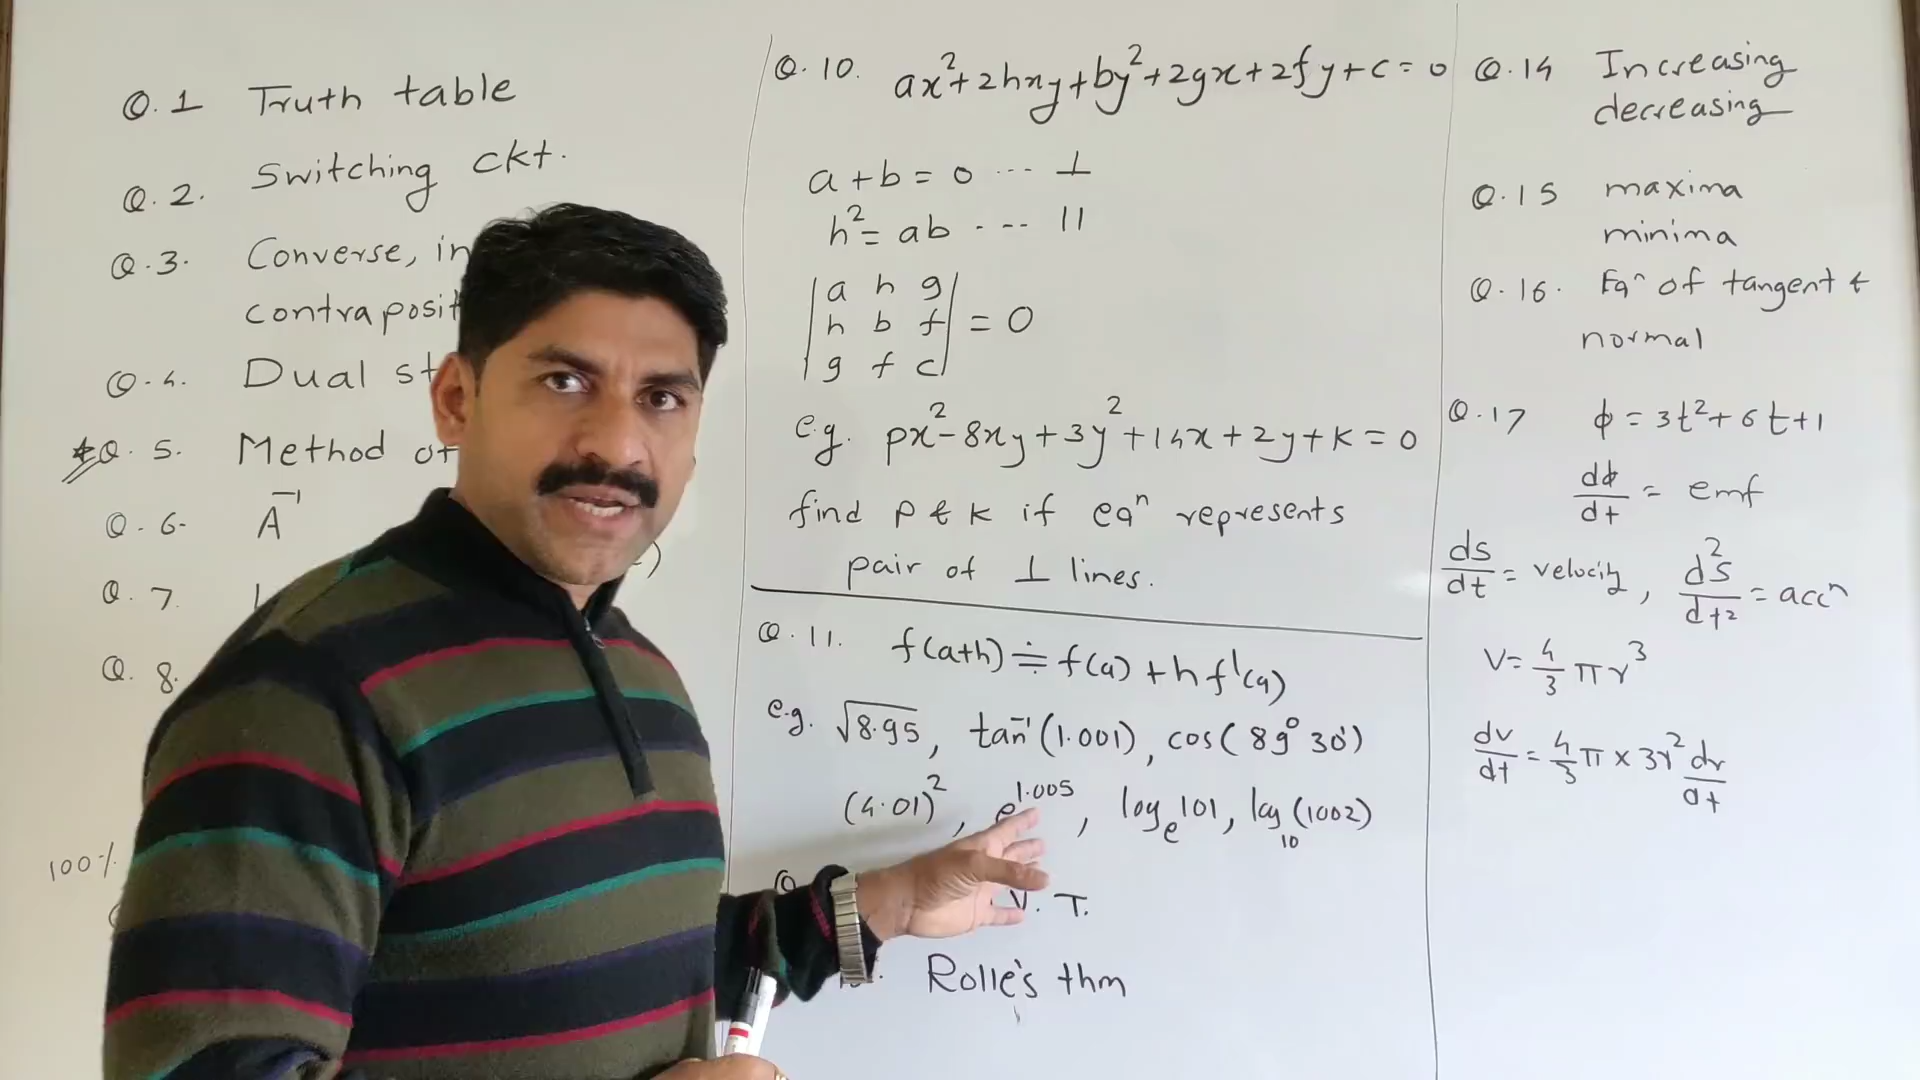 Q. 1 Truth table
Q. 2. Switching ckt.
Q. 3. Converse, in
contraposit
Q. 4. Dual st
Q. 5. Method of
Q. 6- A⁻¹
Q. 7.
Q. 8.
100%
Q. 10. ax²+2hxy+by²+2gx+2fy+c=0
a+b=0 --- ⊥
h²=ab --- ||
| a h g |
| h b f | = 0
| g f c |
e.g. px²-8xy+3y²+14x+2y+k=0
find p & k if eqⁿ represents
pair of ⊥ lines.
Q. 11. f(a+h) ≑ f(a) + h f'(a)
e.g. √8.95, tan⁻¹(1.001), cos(89° 30')
(4.01)², e^1.005, log_e 101, log_10 (1002)
V. T.
Rolle's thm
Q. 14 Increasing
decreasing
Q. 15 maxima
minima
Q. 16. Eqⁿ of tangent &
normal
Q. 17 ϕ = 3t²+6t+1
dϕ/dt = emf
ds/dt = velocity, d²s/dt² = accⁿ
V = 4/3 πr³
dv/dt = 4/3 π × 3r² dr/dt